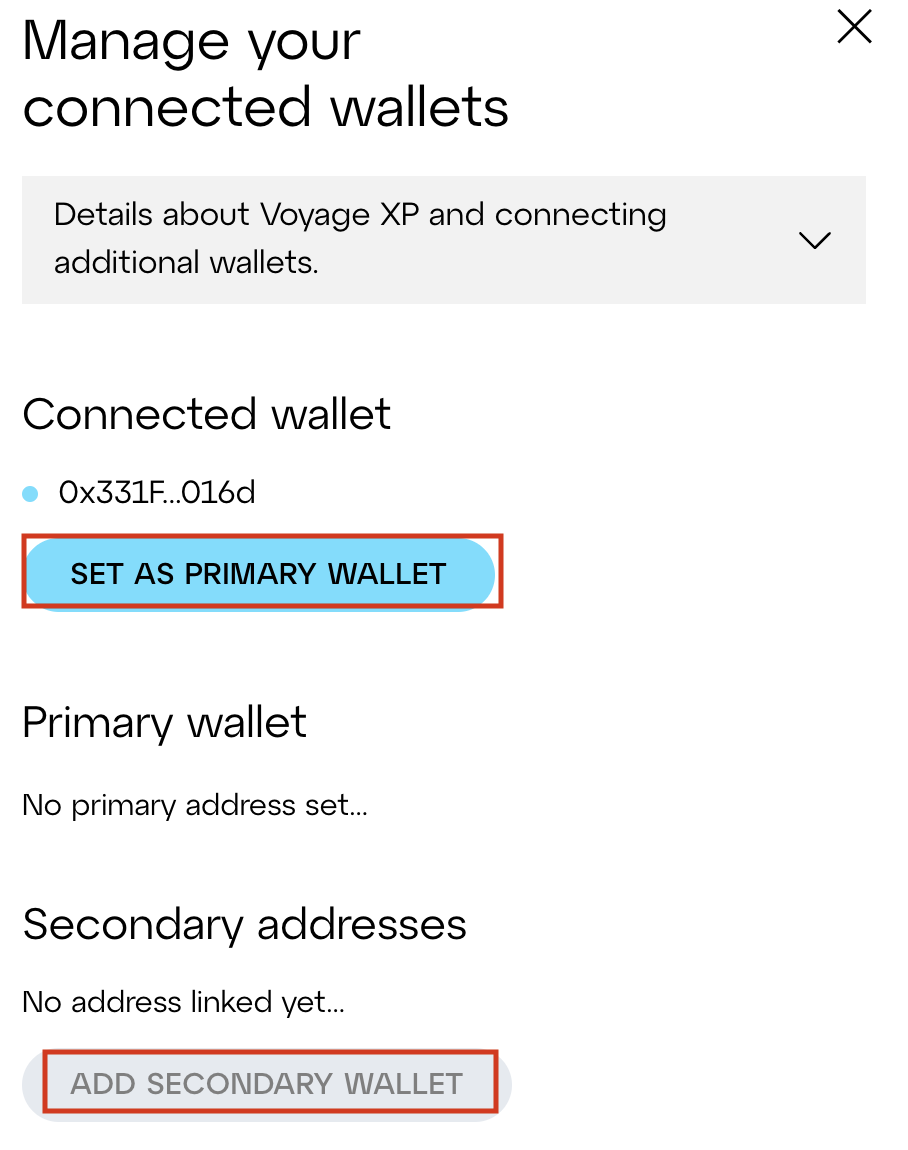 Manage your
connected wallets
Details about Voyage XP and connecting
additional wallets.
Connected wallet
0x331F...016d
SET AS PRIMARY WALLET
Primary wallet
No primary address set...
Secondary addresses
No address linked yet...
ADD SECONDARY WALLET